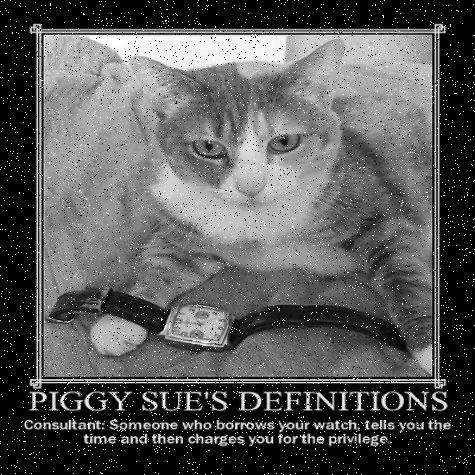 PIGGY SUE'S DEFINITIONS
Consultant: Someone who borrows your watch, tells you the
time and then charges you for the privilege.